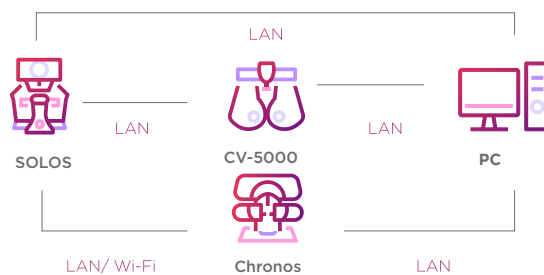 LAN
LAN
LAN
SOLOS
CV-5000
PC
LAN/ Wi-Fi
Chronos
LAN